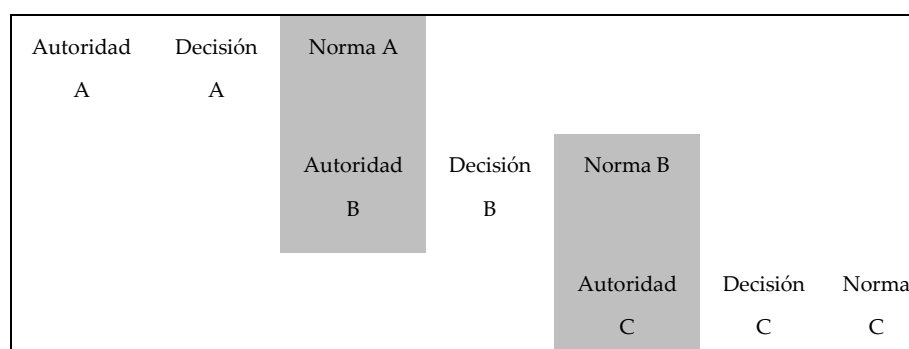 Autoridad Decisión Norma A
A A
Autoridad Decisión Norma B
B B
Autoridad Decisión Norma
C C C